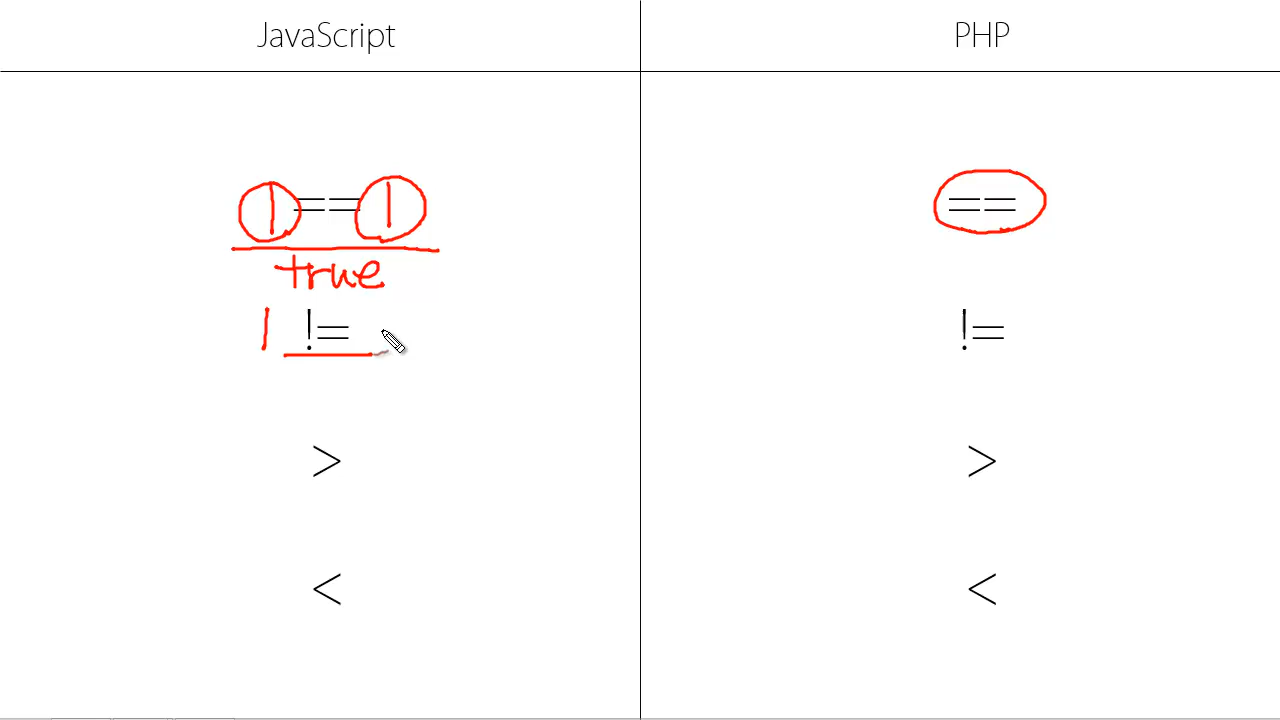 JavaScript
PHP
1 == 1
==
true
1 !=
!=
>
>
<
<